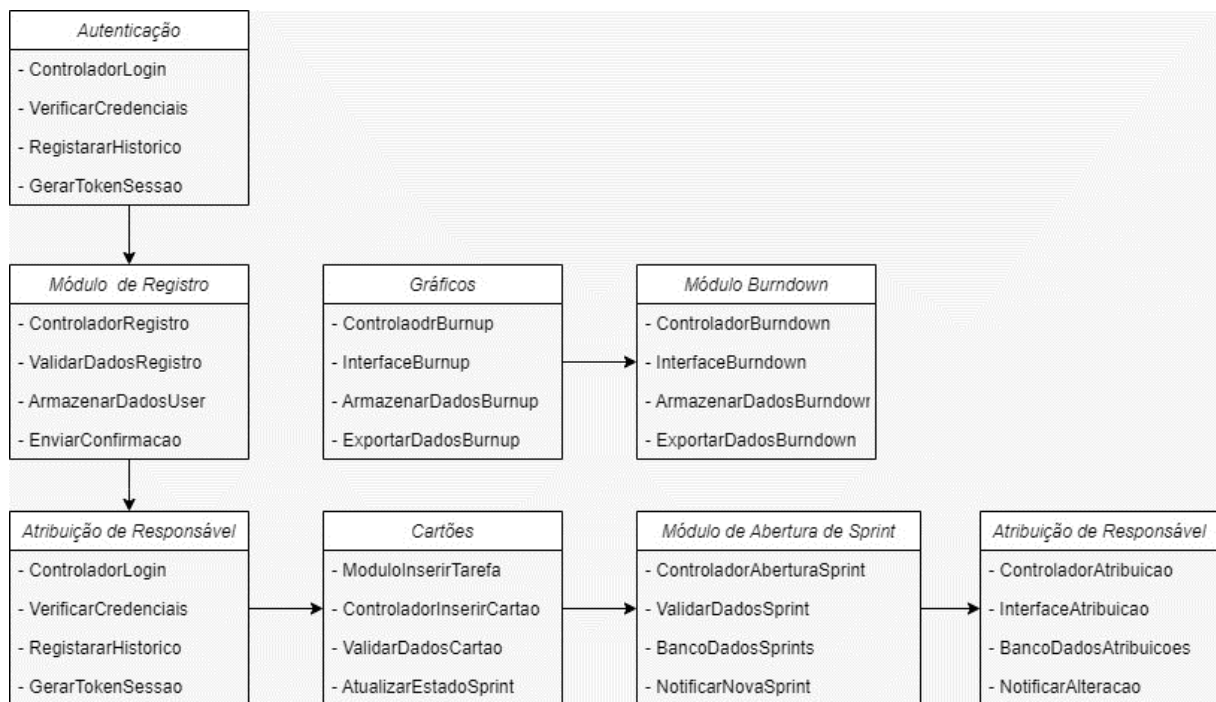 Autenticação
- ControladorLogin
- VerificarCredenciais
- RegistararHistorico
- GerarTokenSessao
Módulo de Registro
- ControladorRegistro
- ValidarDadosRegistro
- ArmazenarDadosUser
- EnviarConfirmacao
Gráficos
- ControlaodrBurnup
- InterfaceBurnup
- ArmazenarDadosBurnup
- ExportarDadosBurnup
Módulo Burndown
- ControladorBurndown
- InterfaceBurndown
- ArmazenarDadosBurndown
- ExportarDadosBurndown
Atribuição de Responsável
- ControladorLogin
- VerificarCredenciais
- RegistararHistorico
- GerarTokenSessao
Cartões
- ModuloInserirTarefa
- ControladorInserirCartao
- ValidarDadosCartao
- AtualizarEstadoSprint
Módulo de Abertura de Sprint
- ControladorAberturaSprint
- ValidarDadosSprint
- BancoDadosSprints
- NotificarNovaSprint
Atribuição de Responsável
- ControladorAtribuicao
- InterfaceAtribuicao
- BancoDadosAtribuicoes
- NotificarAlteracao